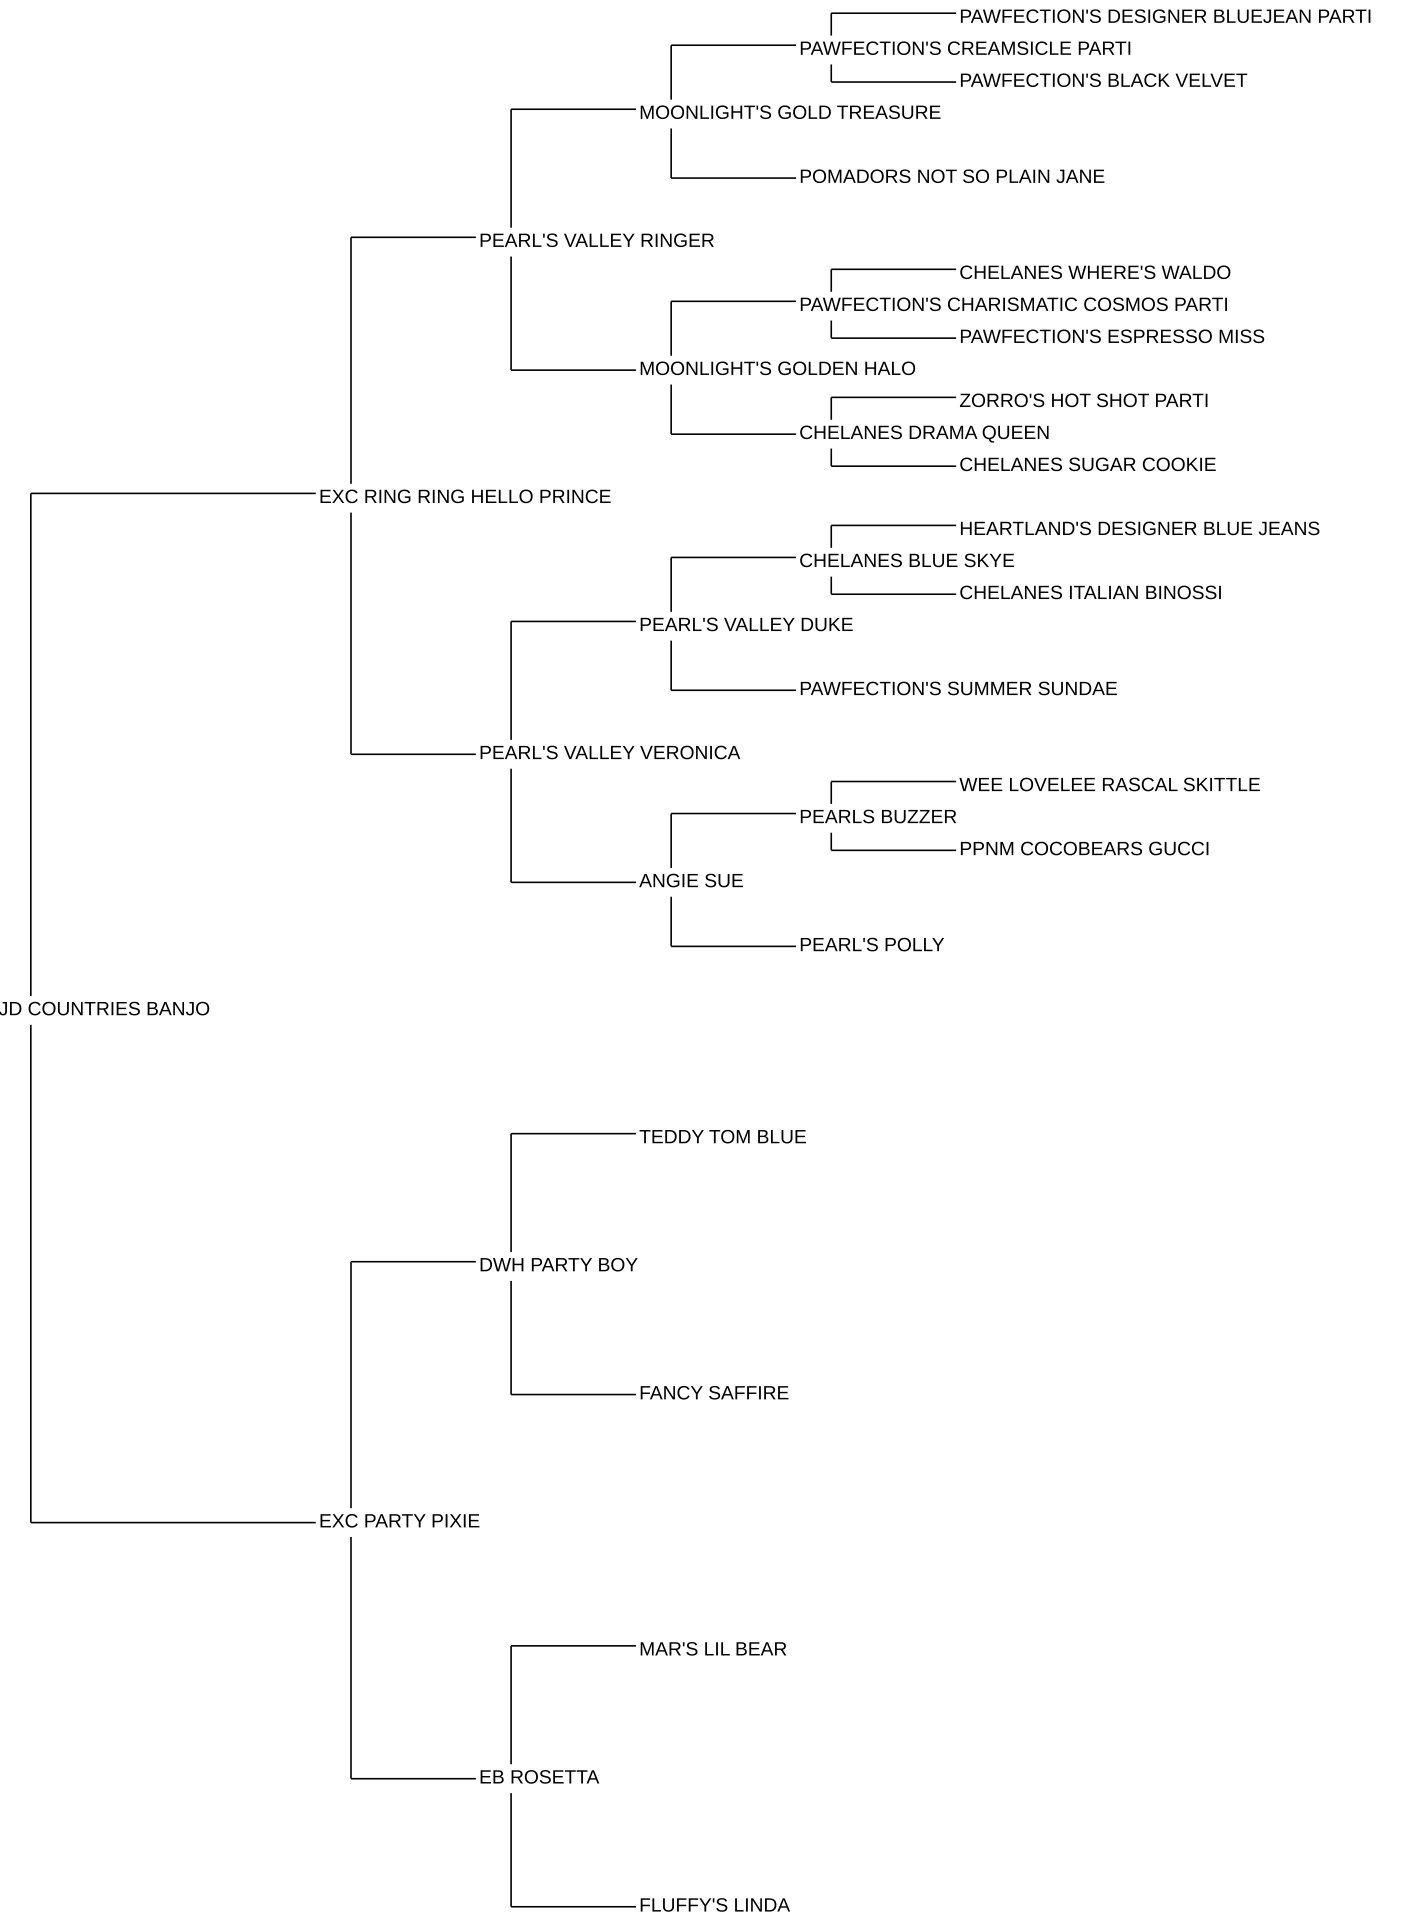 PAWFECTION'S DESIGNER BLUEJEAN PARTI
PAWFECTION'S CREAMSICLE PARTI
PAWFECTION'S BLACK VELVET
MOONLIGHT'S GOLD TREASURE
POMADORS NOT SO PLAIN JANE
PEARL'S VALLEY RINGER
CHELANES WHERE'S WALDO
PAWFECTION'S CHARISMATIC COSMOS PARTI
PAWFECTION'S ESPRESSO MISS
MOONLIGHT'S GOLDEN HALO
ZORRO'S HOT SHOT PARTI
CHELANES DRAMA QUEEN
CHELANES SUGAR COOKIE
EXC RING RING HELLO PRINCE
HEARTLAND'S DESIGNER BLUE JEANS
CHELANES BLUE SKYE
CHELANES ITALIAN BINOSSI
PEARL'S VALLEY DUKE
PAWFECTION'S SUMMER SUNDAE
PEARL'S VALLEY VERONICA
WEE LOVELEE RASCAL SKITTLE
PEARLS BUZZER
PPNM COCOBEARS GUCCI
ANGIE SUE
PEARL'S POLLY
JD COUNTRIES BANJO
TEDDY TOM BLUE
DWH PARTY BOY
FANCY SAFFIRE
EXC PARTY PIXIE
MAR'S LIL BEAR
EB ROSETTA
FLUFFY'S LINDA